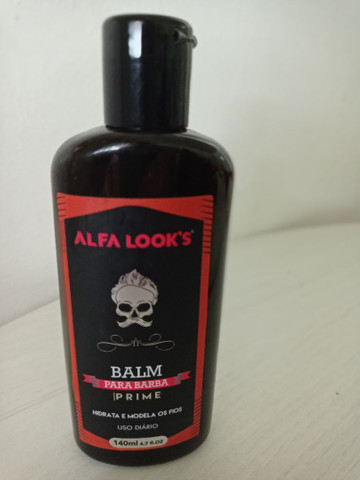 ALFA LOOK'S
BALM
PARA BARBA
PRIME
HIDRATA E MODELA OS FIOS
USO DIÁRIO
140ml 4.7 fl OZ